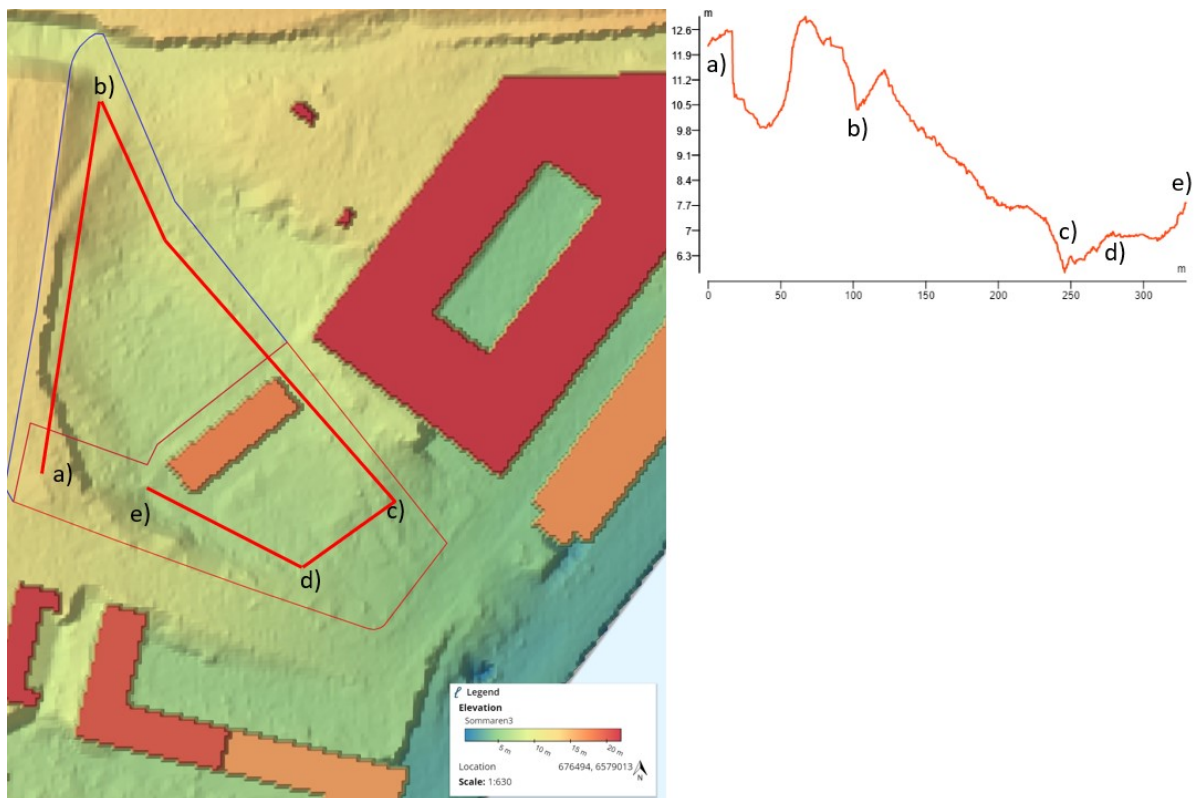 b)
a)
e)
c)
d)
Legend
Elevation
Sommaren3
5 m
10 m
15 m
20 m
Location 676494, 6579013
Scale: 1:630
N
m
12.6
11.9
11.2
10.5
9.8
9.1
8.4
7.7
7
6.3
a)
b)
c)
d)
e)
m
0 50 100 150 200 250 300